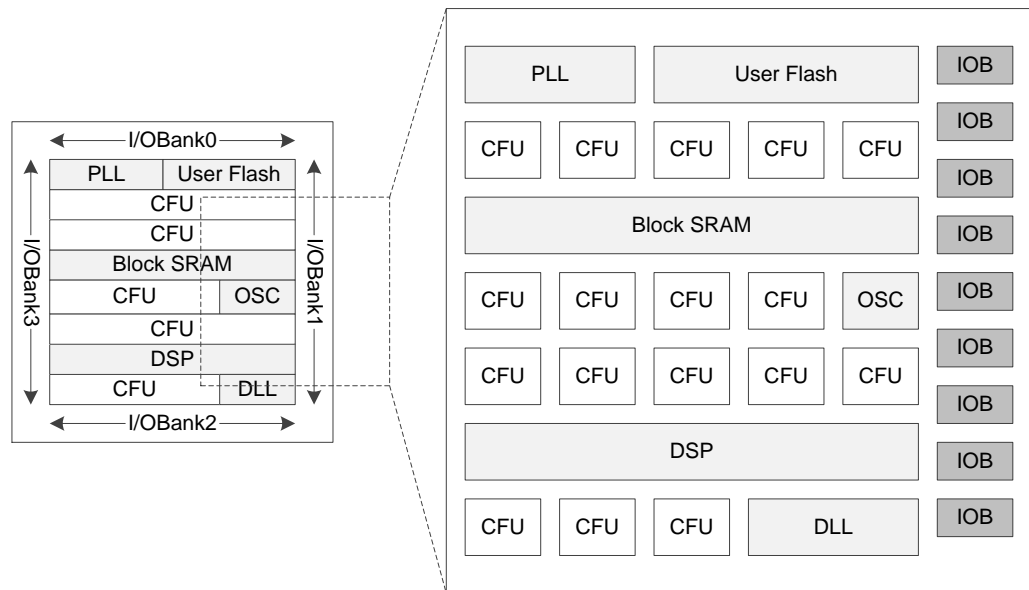 I/OBank0
PLL User Flash
CFU
CFU
Block SRAM
CFU OSC
CFU
DSP
CFU DLL
I/OBank2
I/OBank3
I/OBank1
PLL User Flash IOB
IOB
CFU CFU CFU CFU CFU
IOB
Block SRAM IOB
CFU CFU CFU CFU OSC IOB
IOB
CFU CFU CFU CFU CFU
IOB
DSP IOB
CFU CFU CFU DLL IOB